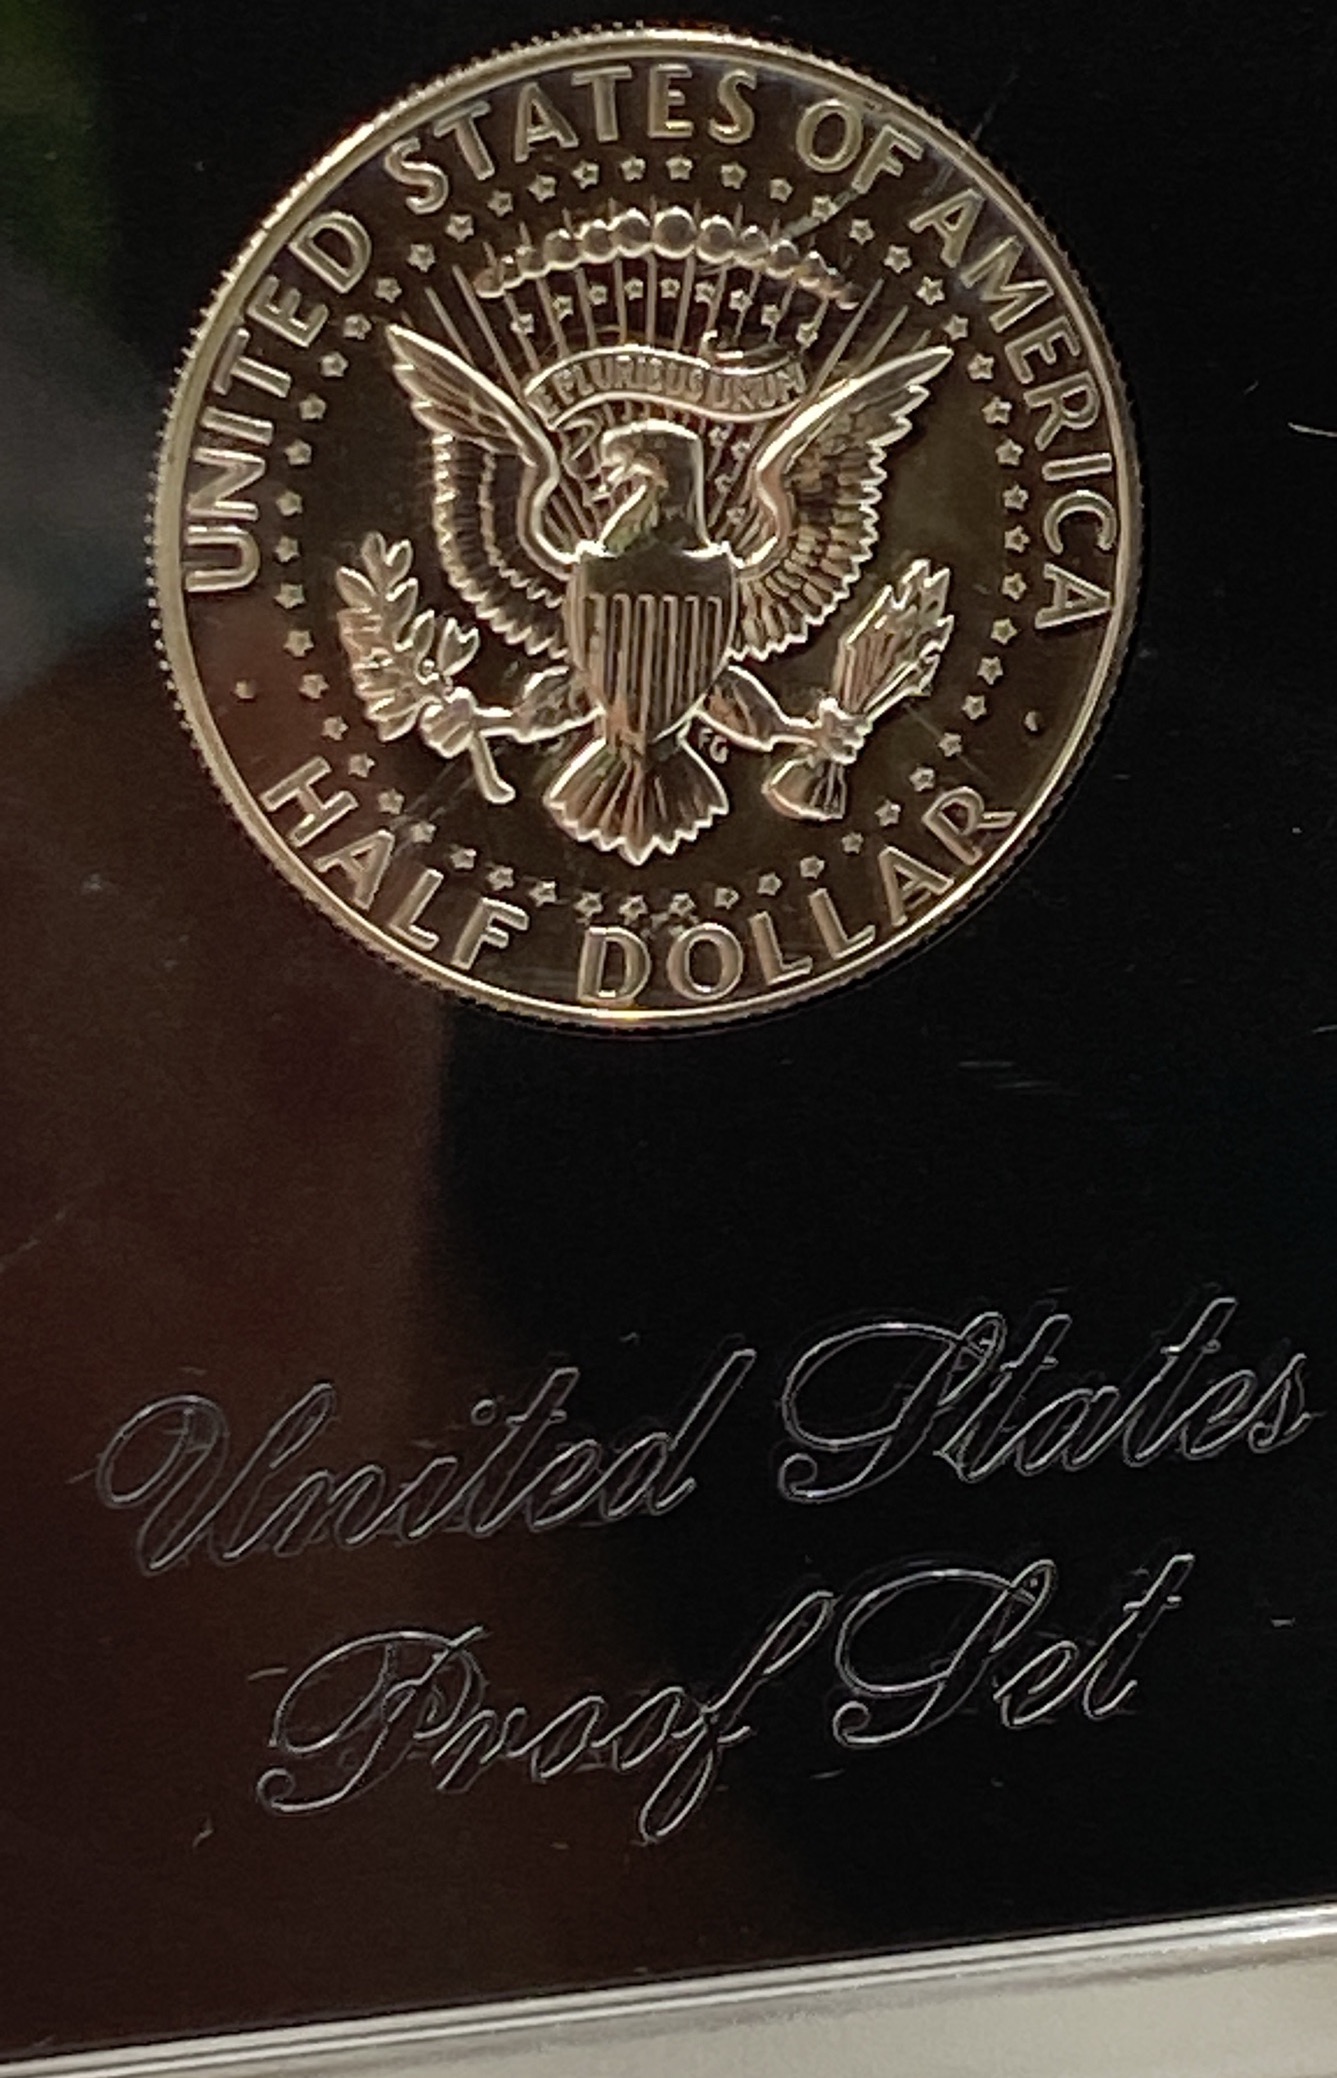 UNITED STATES OF AMERICA
E PLURIBUS UNUM
FG
HALF DOLLAR
United States
Proof Set